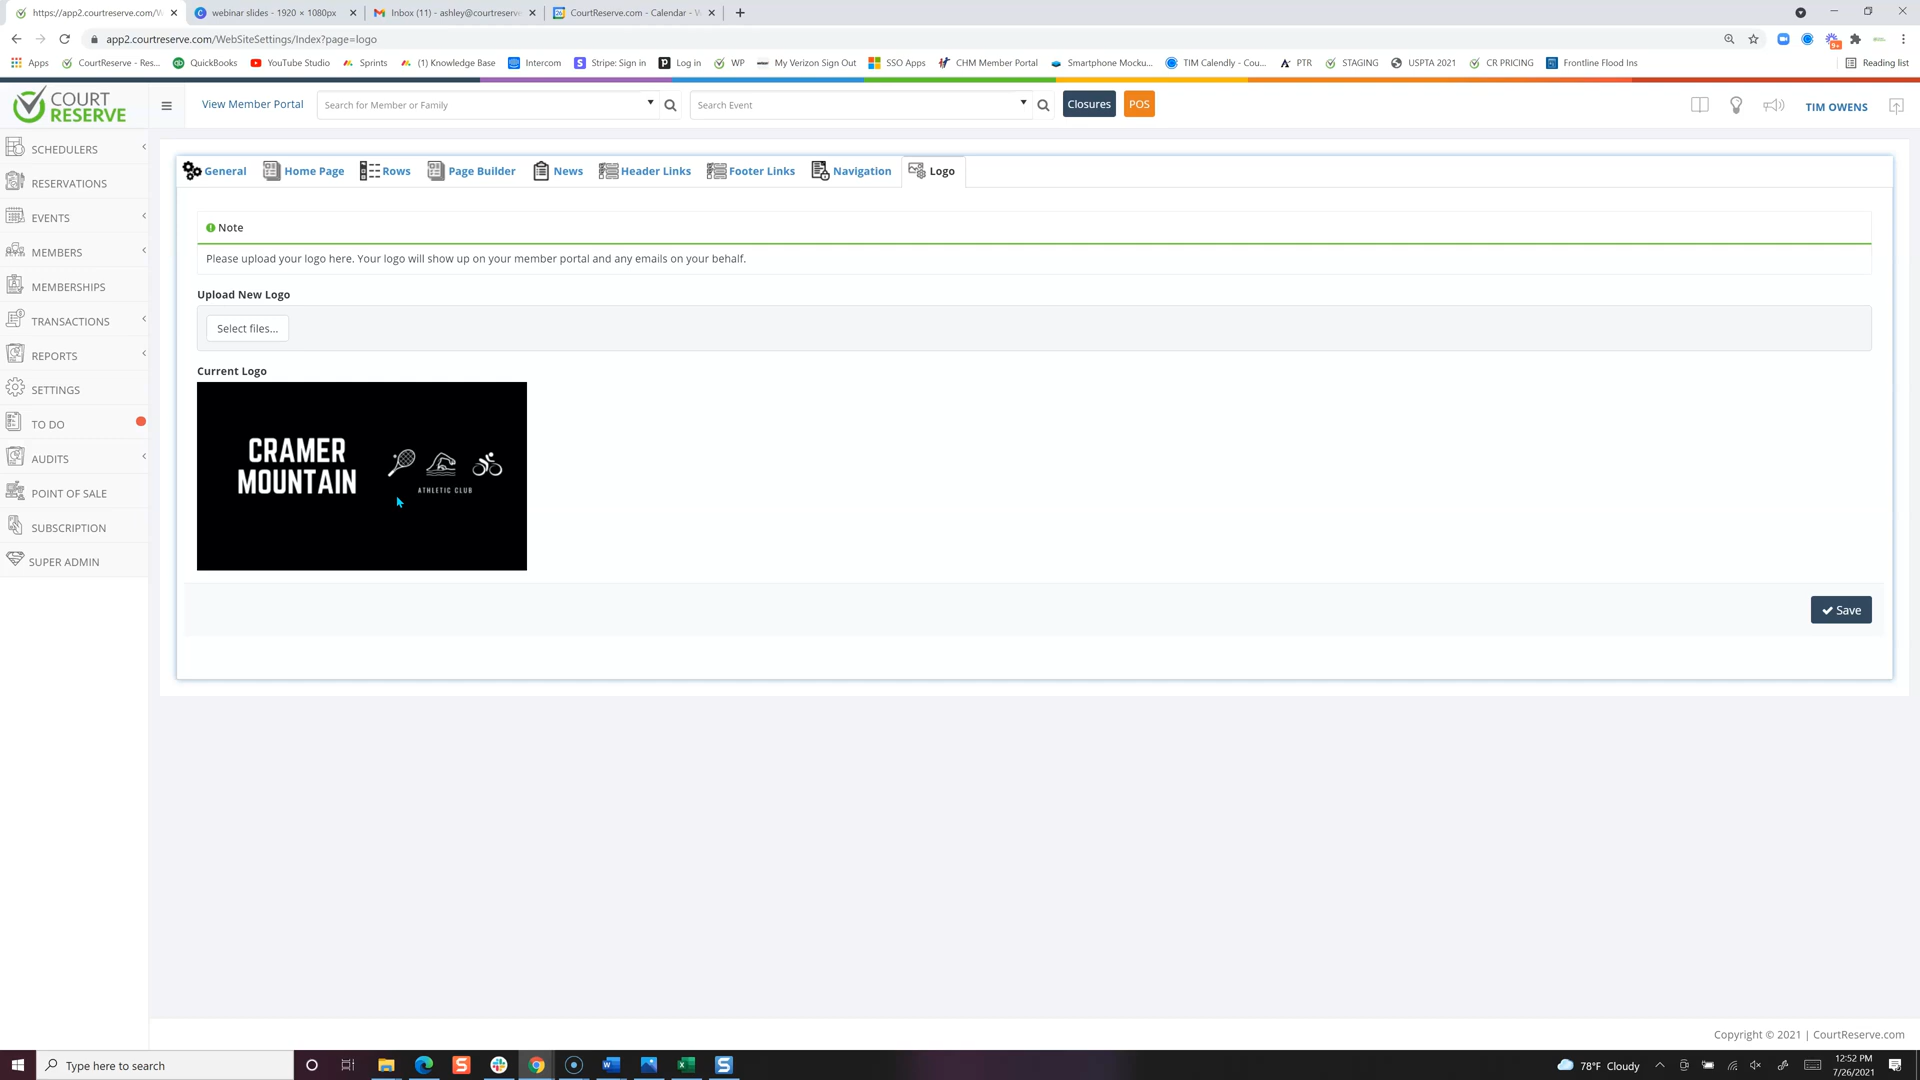 https://app2.courtreserve.com/W
webinar slides - 1920 × 1080px
Inbox (11) - ashley@courtreserve
CourtReserve.com - Calendar - W
app2.courtreserve.com/WebSiteSettings/Index?page=logo
Apps
CourtReserve - Res...
QuickBooks
YouTube Studio
Sprints
(1) Knowledge Base
Intercom
Stripe: Sign in
Log in
WP
My Verizon Sign Out
SSO Apps
CHM Member Portal
Smartphone Mocku...
TIM Calendly - Cou...
PTR
STAGING
USPTA 2021
CR PRICING
Frontline Flood Ins
Reading list
COURT
RESERVE
View Member Portal
Search for Member or Family
Search Event
Closures
POS
TIM OWENS
SCHEDULERS
RESERVATIONS
EVENTS
MEMBERS
MEMBERSHIPS
TRANSACTIONS
REPORTS
SETTINGS
TO DO
AUDITS
POINT OF SALE
SUBSCRIPTION
SUPER ADMIN
General
Home Page
Rows
Page Builder
News
Header Links
Footer Links
Navigation
Logo
Note
Please upload your logo here. Your logo will show up on your member portal and any emails on your behalf.
Upload New Logo
Select files...
Current Logo
CRAMER
MOUNTAIN
ATHLETIC CLUB
Save
Copyright © 2021 | CourtReserve.com
Type here to search
78°F Cloudy
12:52 PM
7/26/2021